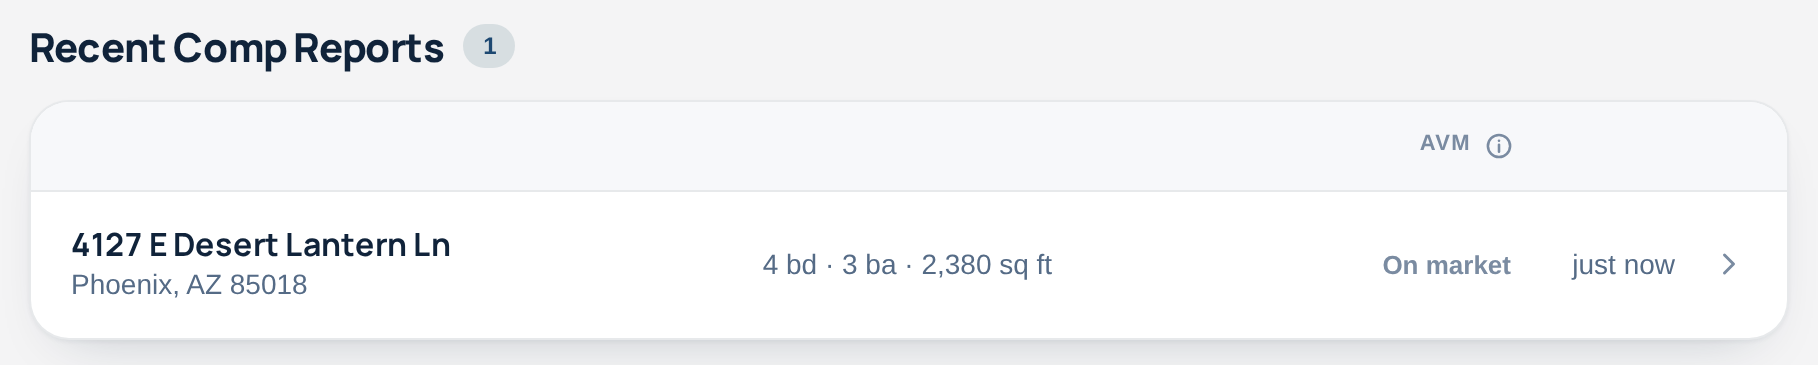 Recent Comp Reports 1
AVM
4127 E Desert Lantern Ln
Phoenix, AZ 85018
4 bd · 3 ba · 2,380 sq ft
On market
just now